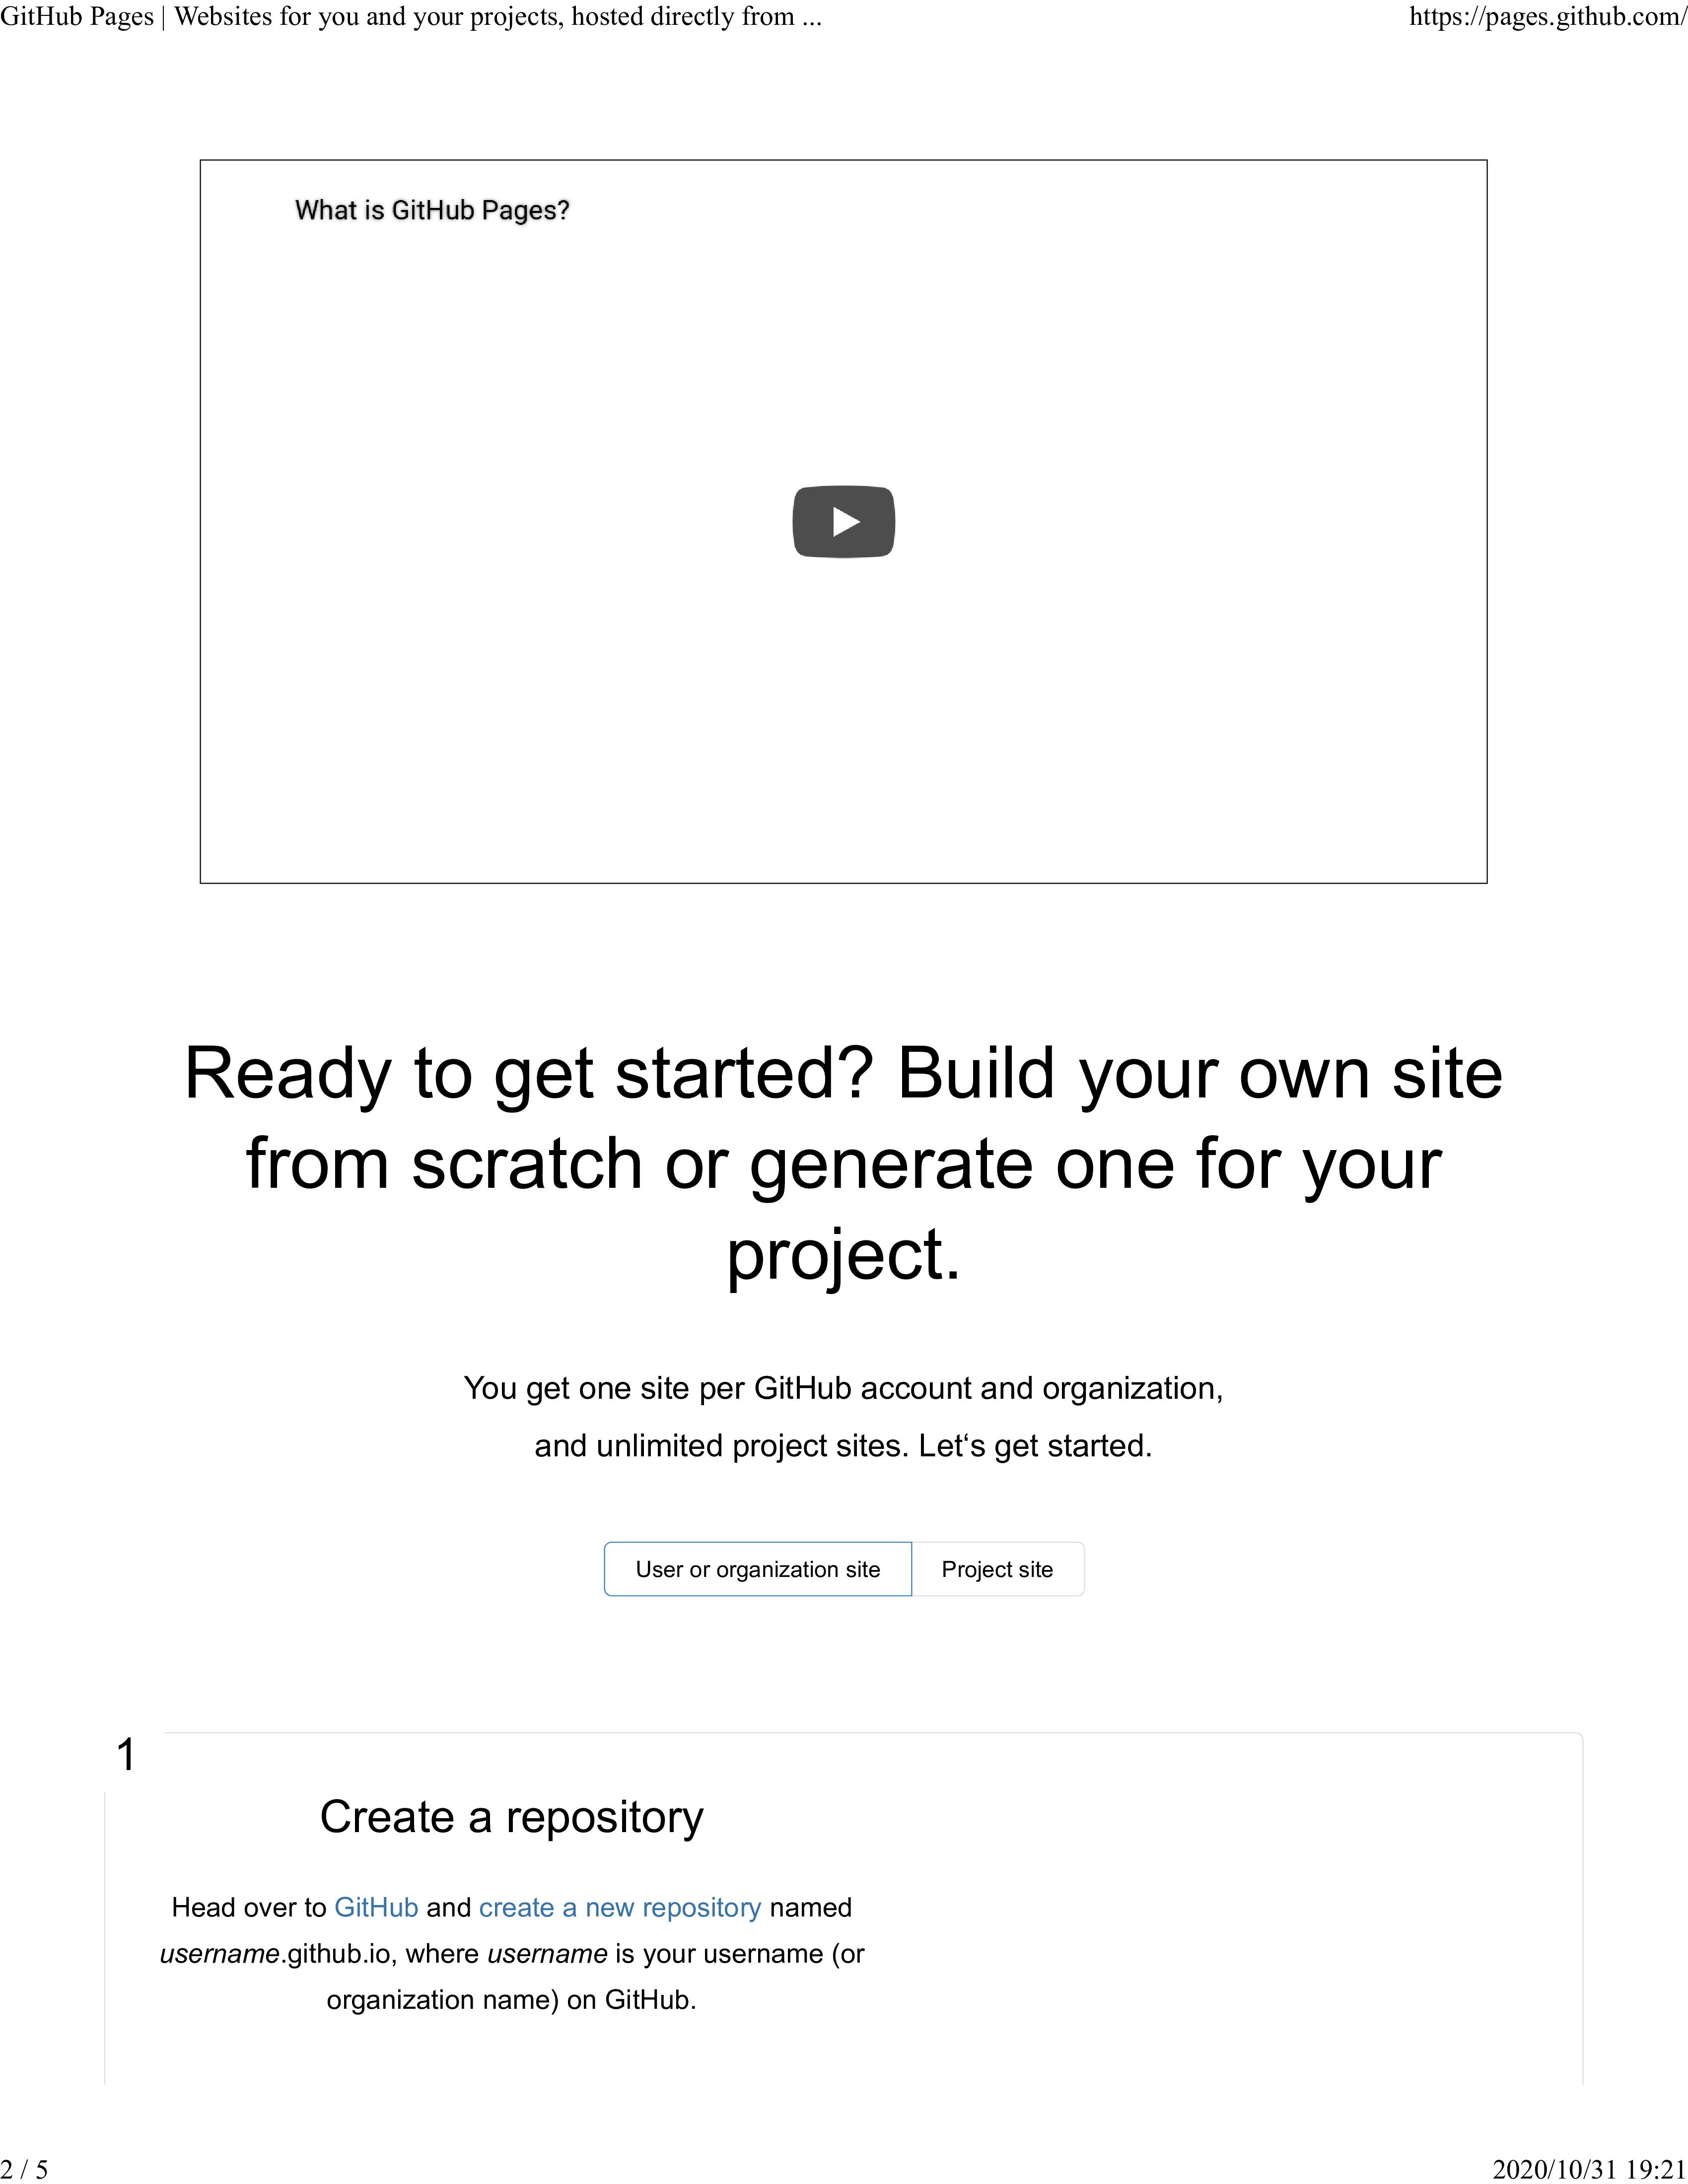 GitHub Pages | Websites for you and your projects, hosted directly from ...
https://pages.github.com/
What is GitHub Pages?
Ready to get started? Build your own site
from scratch or generate one for your
project.
You get one site per GitHub account and organization,
and unlimited project sites. Let‘s get started.
User or organization site
Project site
1
Create a repository
Head over to GitHub and create a new repository named
username.github.io, where username is your username (or
organization name) on GitHub.
2 / 5
2020/10/31 19:21